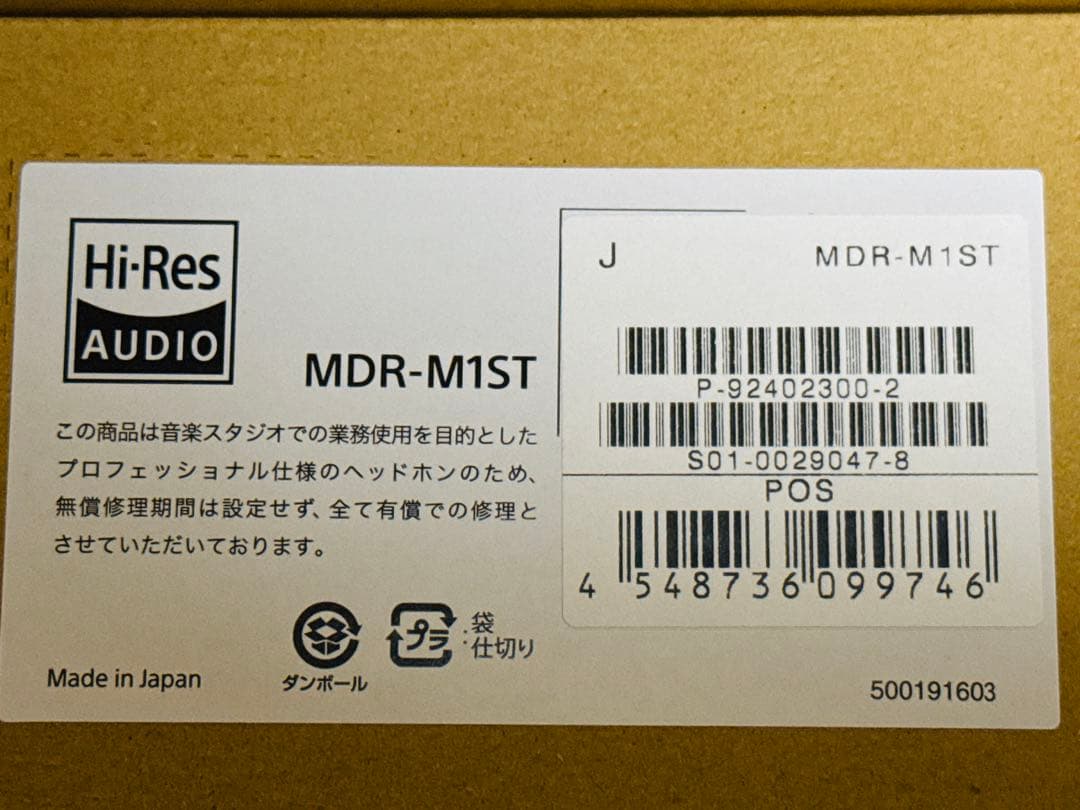 Hi-Res
AUDIO
MDR-M1ST
この商品は音楽スタジオでの業務使用を目的とした
プロフェッショナル仕様のヘッドホンのため、
無償修理期間は設定せず、全て有償での修理と
させていただいております。
Made in Japan
ダンボール
プラ
:袋
仕切り
J MDR-M1ST
P-92402300-2
S01-0029047-8
POS
4 548736 099746
500191603